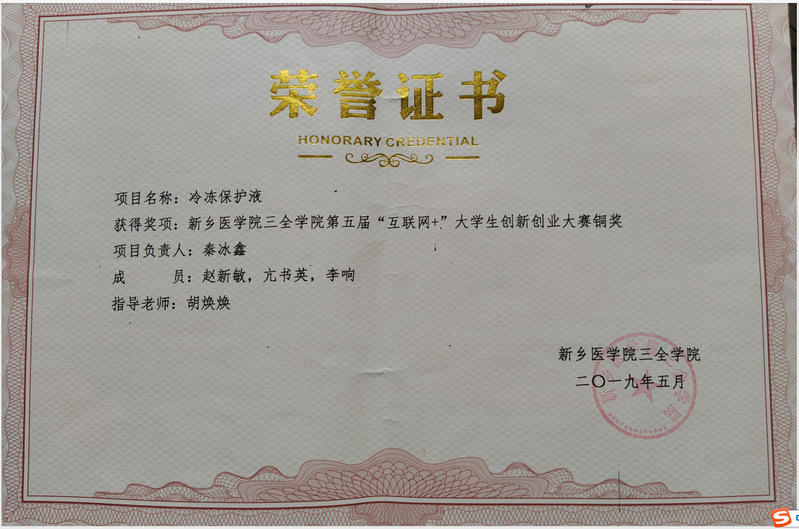 荣誉证书
HONORARY CREDENTIAL
项目名称：冷冻保护液
获得奖项：新乡医学院三全学院第五届“互联网+”大学生创新创业大赛铜奖
项目负责人：秦冰鑫
成 员：赵新敏，亢书英，李响
指导老师：胡焕焕
新乡医学院三全学院
二〇一九年五月